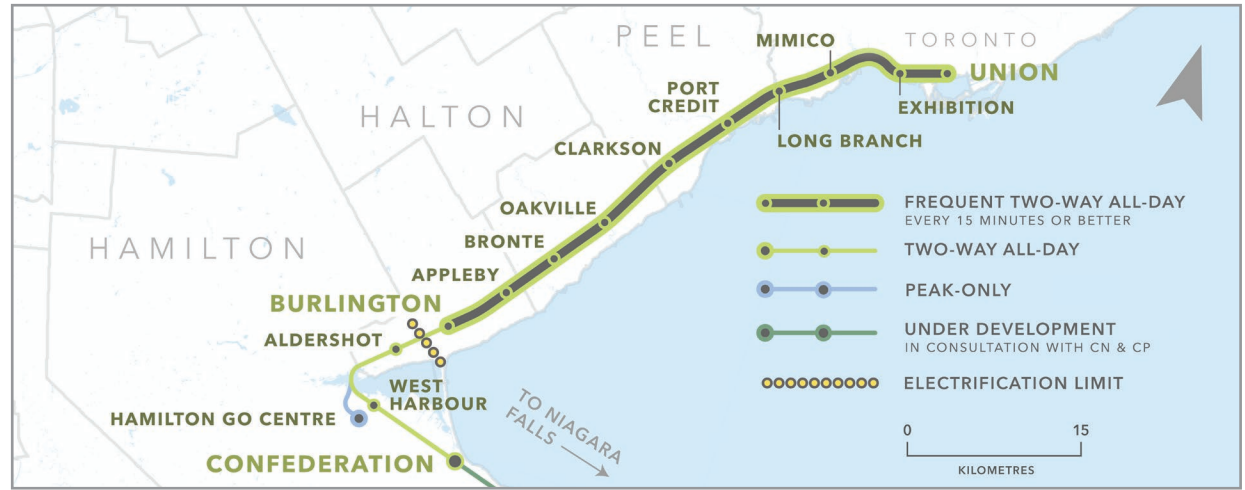 PEEL
MIMICO
TORONTO
UNION
PORT
CREDIT
EXHIBITION
HALTON
LONG BRANCH
CLARKSON
OAKVILLE
FREQUENT TWO-WAY ALL-DAY
EVERY 15 MINUTES OR BETTER
HAMILTON
BRONTE
TWO-WAY ALL-DAY
APPLEBY
PEAK-ONLY
BURLINGTON
UNDER DEVELOPMENT
IN CONSULTATION WITH CN & CP
ALDERSHOT
ELECTRIFICATION LIMIT
WEST
HARBOUR
HAMILTON GO CENTRE
TO NIAGARA
FALLS
0 15
KILOMETRES
CONFEDERATION